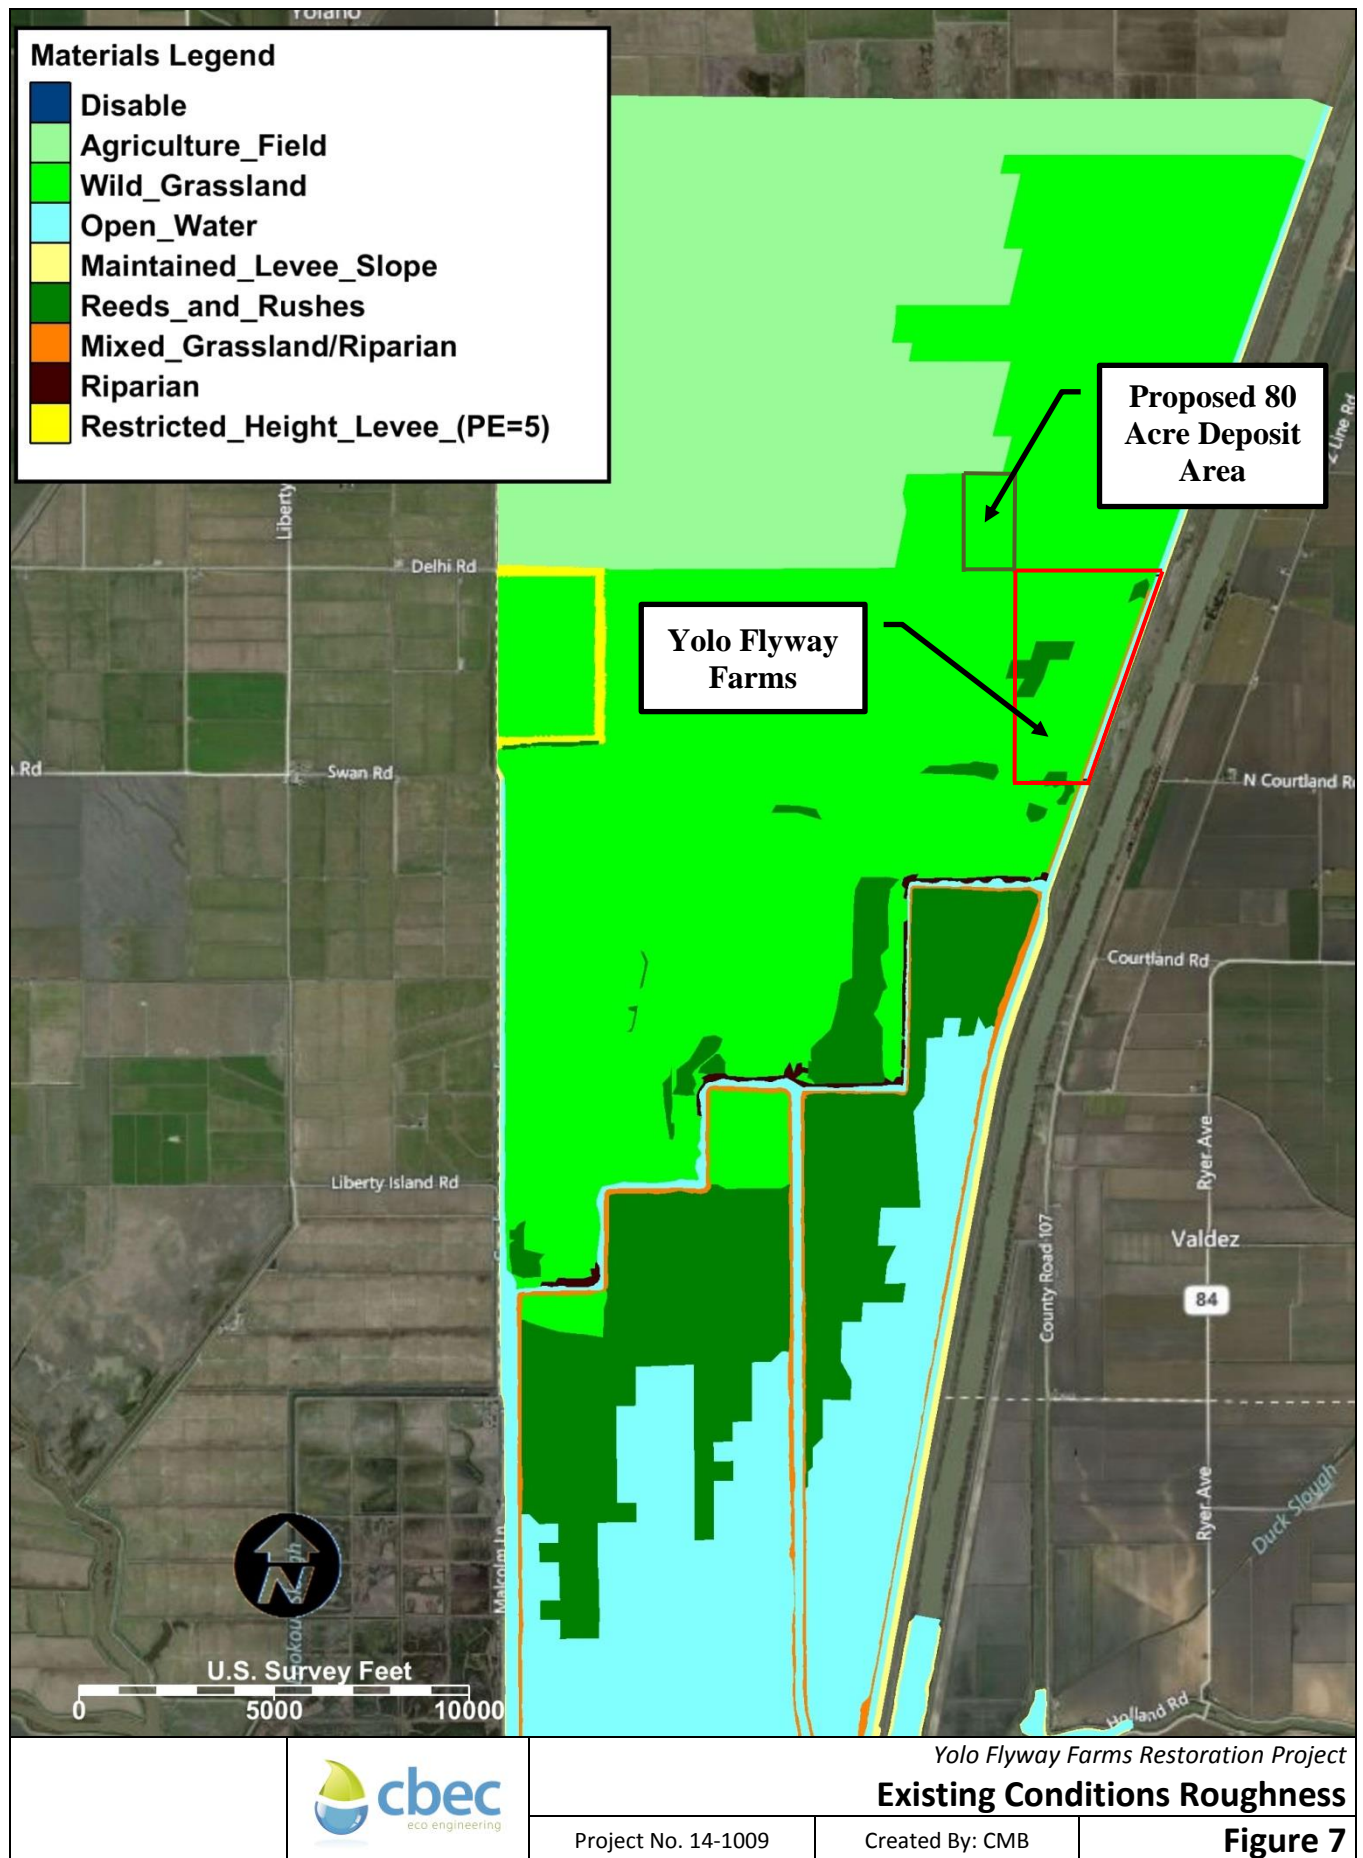 Yolano
Materials Legend
Disable
Agriculture_Field
Wild_Grassland
Open_Water
Maintained_Levee_Slope
Reeds_and_Rushes
Mixed_Grassland/Riparian
Riparian
Restricted_Height_Levee_(PE=5)
Proposed 80
Acre Deposit
Area
Z Line Rd
Liberty
Delhi Rd
Yolo Flyway
Farms
Rd
Swan Rd
N Courtland R
Courtland Rd
Liberty Island Rd
Ryer Ave
County Road 107
Valdez
84
Ryer Ave
Duck Slough
Malcolm Ln
N
U.S. Survey Feet
0
5000
10000
Holland Rd
cbec
eco engineering
Yolo Flyway Farms Restoration Project
Existing Conditions Roughness
Project No. 14-1009
Created By: CMB
Figure 7